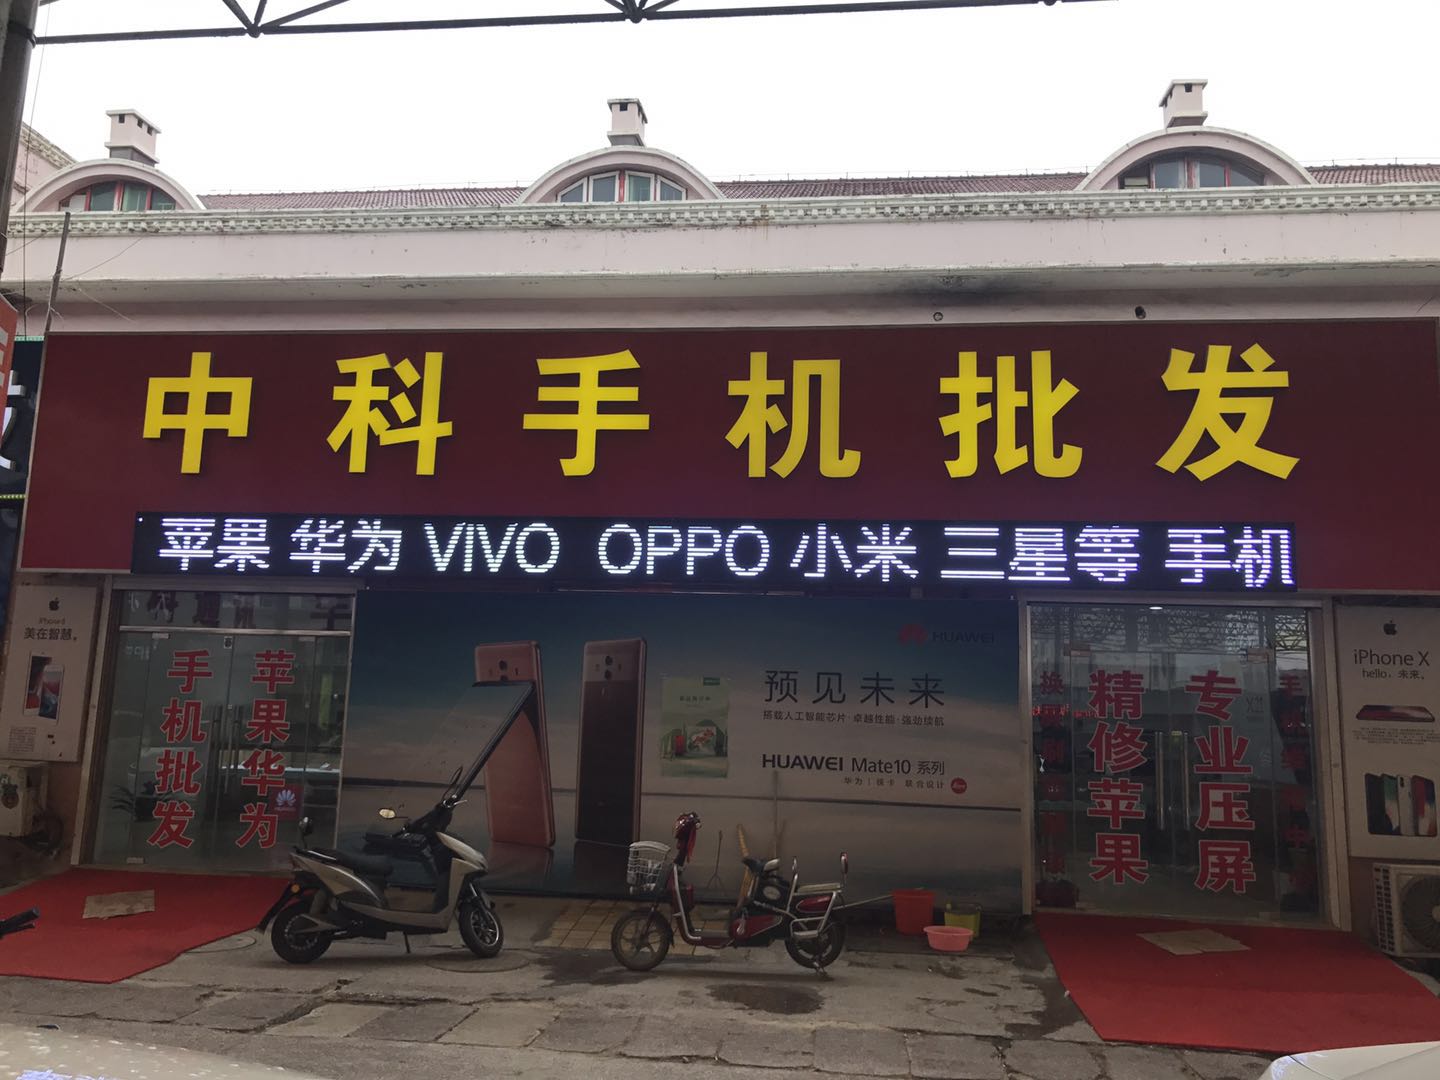 中科手机批发
苹果 华为 VIVO OPPO 小米 三星等 手机
iPhone 8
美在智慧。
科通讯
苹果华为
手机批发
HUAWEI
预见未来
搭载人工智能芯片·卓越性能·强劲续航
HUAWEI Mate10 系列
华为 | 徕卡 联合设计
专业压屏
精修苹果
iPhone X
hello，未来。